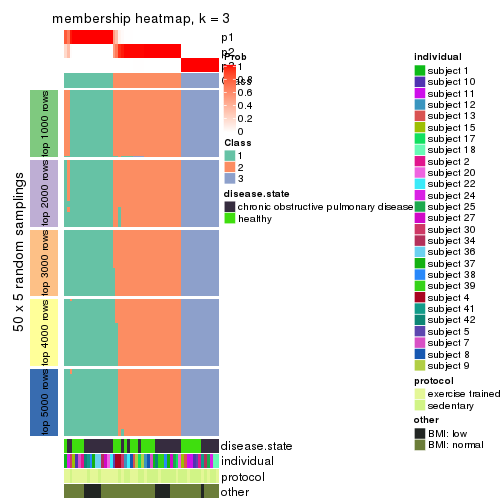 membership heatmap, k = 3
p1
p2
p3
Class
50 x 5 random samplings
top 1000 rows
top 2000 rows
top 3000 rows
top 4000 rows
top 5000 rows
disease.state
individual
protocol
other
Prob
1
0.8
0.6
0.4
0.2
0
Class
1
2
3
disease.state
chronic obstructive pulmonary disease
healthy
individual
subject 1
subject 10
subject 11
subject 12
subject 13
subject 15
subject 17
subject 18
subject 2
subject 20
subject 22
subject 24
subject 25
subject 27
subject 30
subject 34
subject 36
subject 37
subject 38
subject 39
subject 4
subject 41
subject 42
subject 5
subject 7
subject 8
subject 9
protocol
exercise trained
sedentary
other
BMI: low
BMI: normal